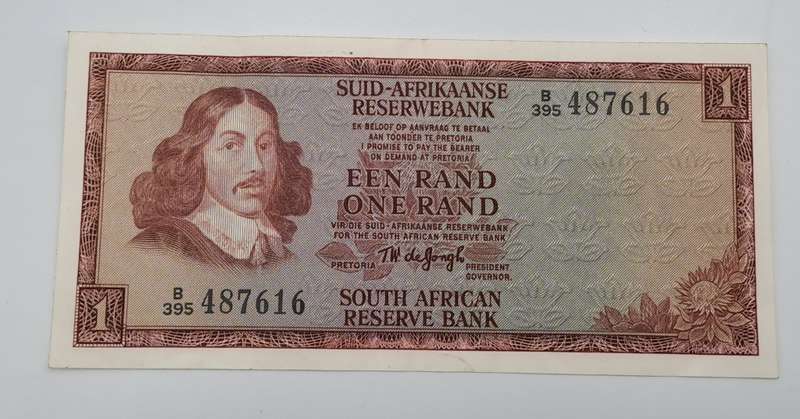 SUID-AFRIKAANSE
RESERWEBANK
B/395 487616
1
EK BELOOF OP AANVRAAG TE BETAAL
AAN TOONDER TE PRETORIA
I PROMISE TO PAY THE BEARER
ON DEMAND AT PRETORIA
EEN RAND
ONE RAND
VIR DIE SUID-AFRIKAANSE RESERWEBANK
FOR THE SOUTH AFRICAN RESERVE BANK
TW de Jongh
PRETORIA
PRESIDENT
GOVERNOR.
1
B/395 487616
SOUTH AFRICAN
RESERVE BANK